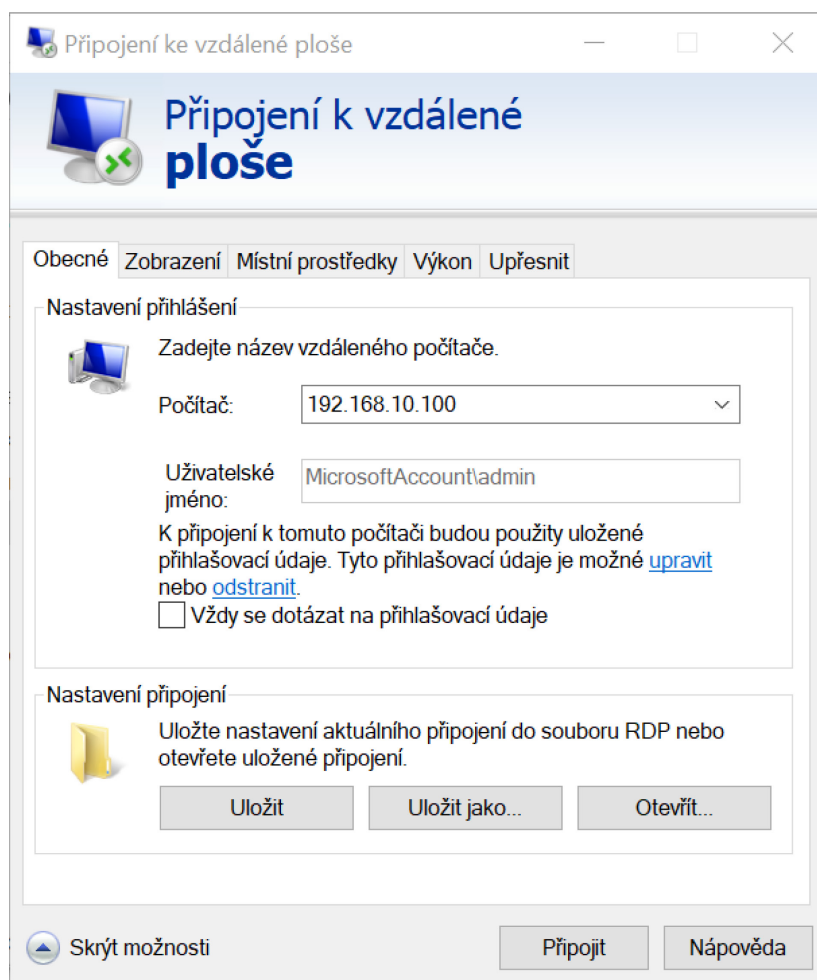 Připojení ke vzdálené ploše
Připojení k vzdálené
ploše
Obecné Zobrazení Místní prostředky Výkon Upřesnit
Nastavení přihlášení
Zadejte název vzdáleného počítače.
Počítač: 192.168.10.100
Uživatelské
jméno:
MicrosoftAccount\admin
K připojení k tomuto počítači budou použity uložené
přihlašovací údaje. Tyto přihlašovací údaje je možné upravit
nebo odstranit.
Vždy se dotázat na přihlašovací údaje
Nastavení připojení
Uložte nastavení aktuálního připojení do souboru RDP nebo
otevřete uložené připojení.
Uložit Uložit jako... Otevřít...
Skrýt možnosti Připojit Nápověda